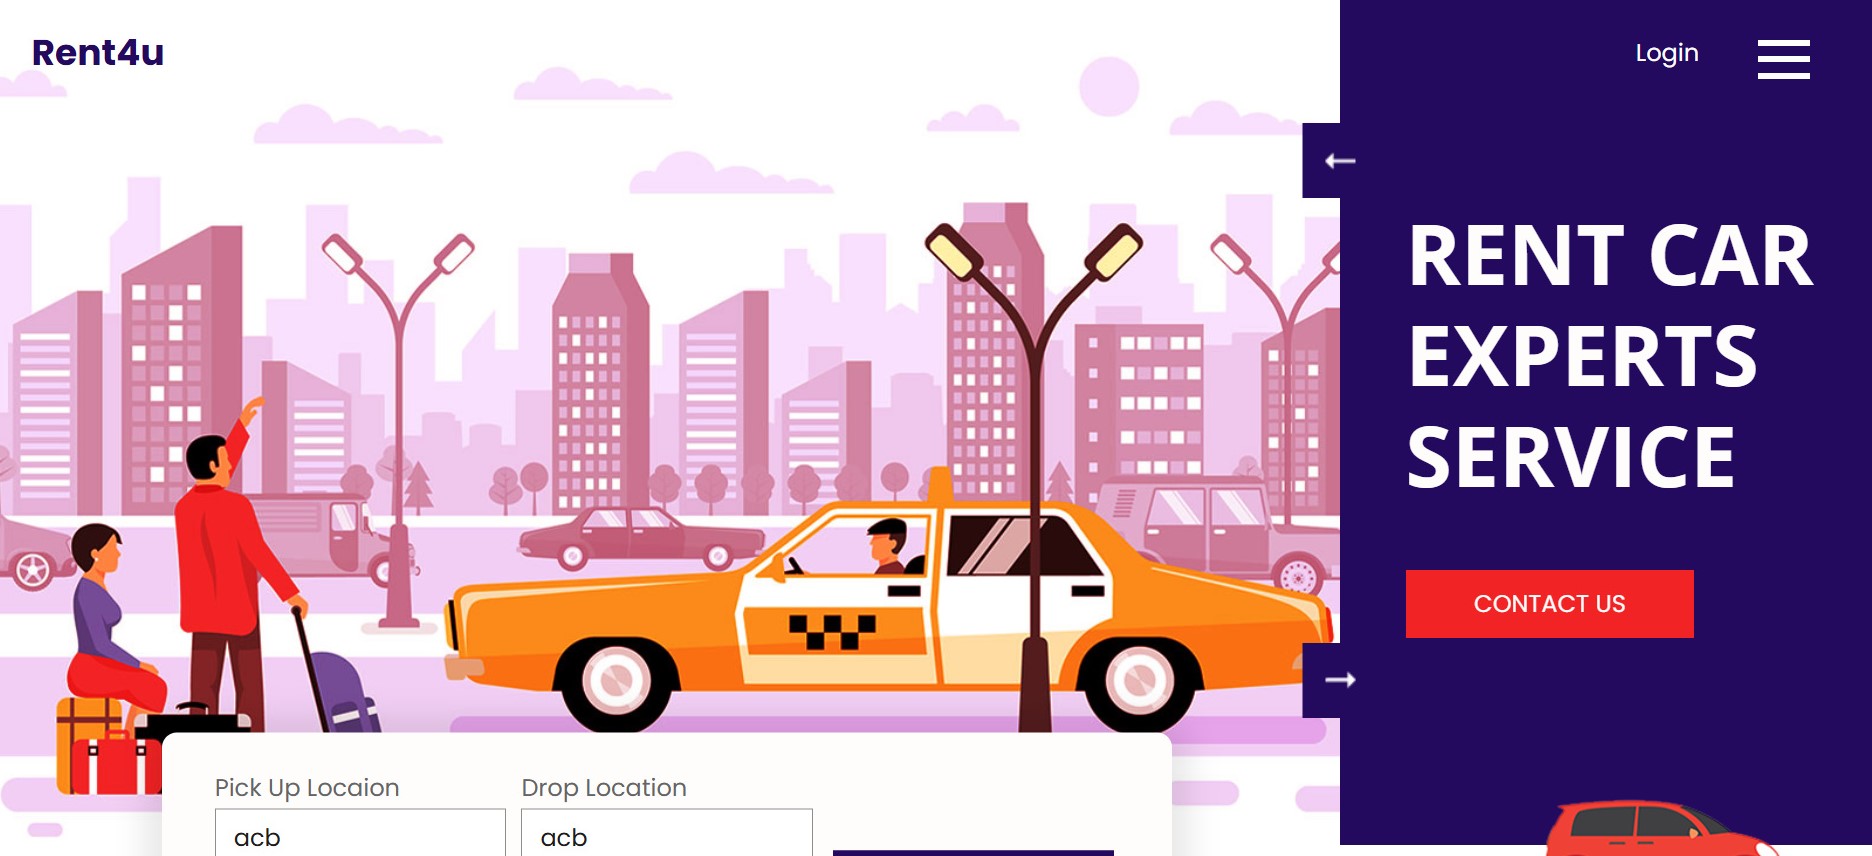 Rent4u
Login
RENT CAR
EXPERTS
SERVICE
CONTACT US
Pick Up Locaion
Drop Location
acb
acb